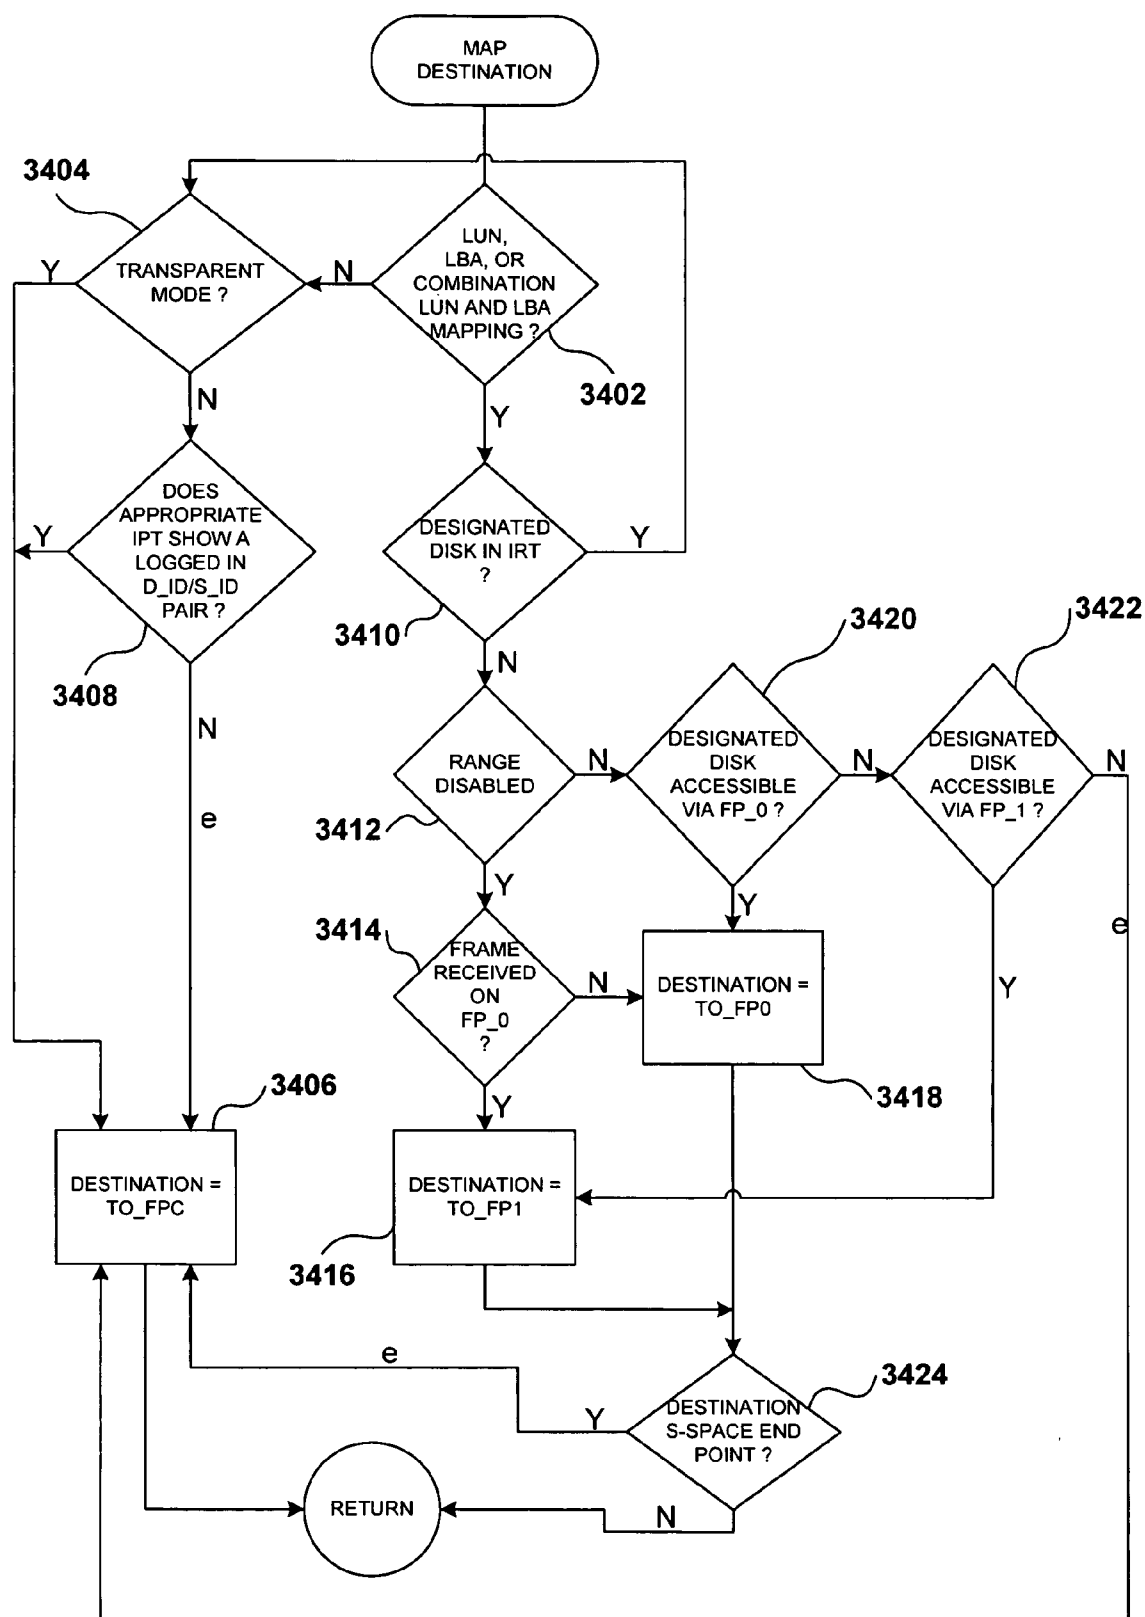 MAP
DESTINATION
3404
TRANSPARENT
MODE ?
Y
N
LUN,
LBA, OR
COMBINATION
LUN AND LBA
MAPPING ?
3402
N
Y
DOES
APPROPRIATE
IPT SHOW A
LOGGED IN
D_ID/S_ID
PAIR ?
Y
3408
N
e
DESIGNATED
DISK IN IRT
?
Y
3410
N
RANGE
DISABLED
N
3412
Y
3420
DESIGNATED
DISK
ACCESSIBLE
VIA FP_0 ?
N
Y
3422
DESIGNATED
DISK
ACCESSIBLE
VIA FP_1 ?
N
e
Y
3414
FRAME
RECEIVED
ON
FP_0
?
N
Y
DESTINATION =
TO_FP0
3418
3406
DESTINATION =
TO_FPC
DESTINATION =
TO_FP1
3416
e
3424
DESTINATION
S-SPACE END
POINT ?
Y
N
RETURN